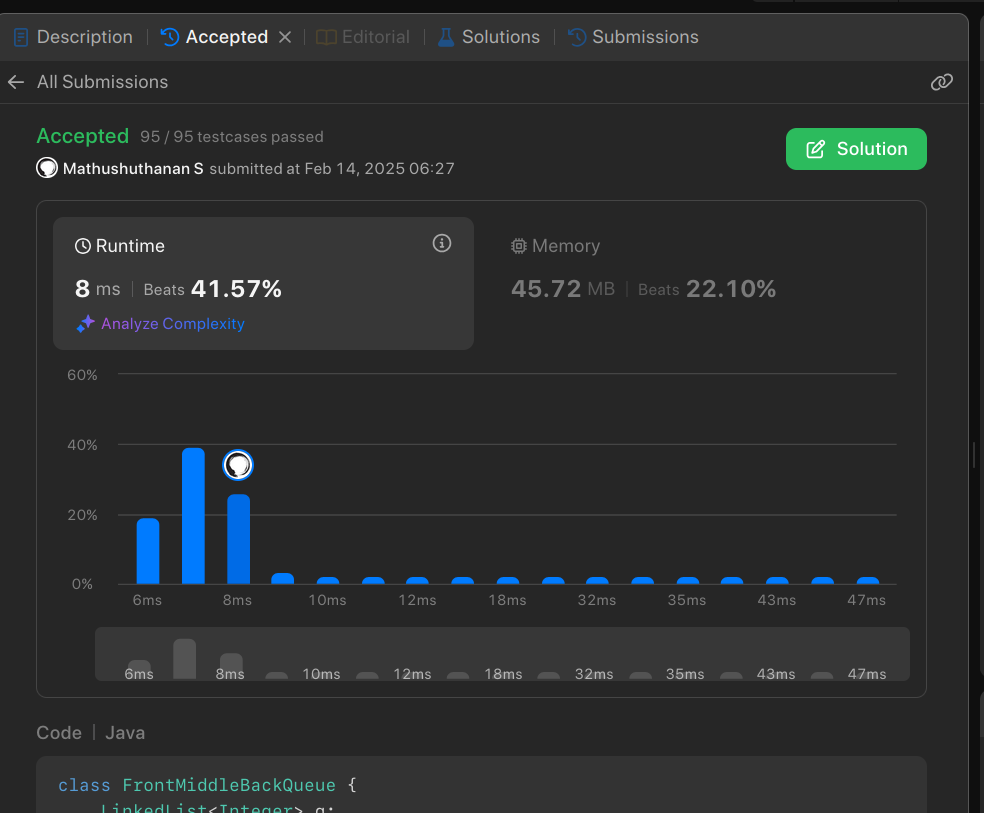 Description | Accepted | Editorial | Solutions | Submissions
All Submissions
Accepted 95 / 95 testcases passed
Solution
Mathushuthanan S submitted at Feb 14, 2025 06:27
Runtime
8 ms | Beats 41.57%
Analyze Complexity
Memory
45.72 MB | Beats 22.10%
60%
40%
20%
0%
6ms 8ms 10ms 12ms 18ms 32ms 35ms 43ms 47ms
6ms 8ms 10ms 12ms 18ms 32ms 35ms 43ms 47ms
Code | Java
class FrontMiddleBackQueue {
LinkedList<Integer> q;